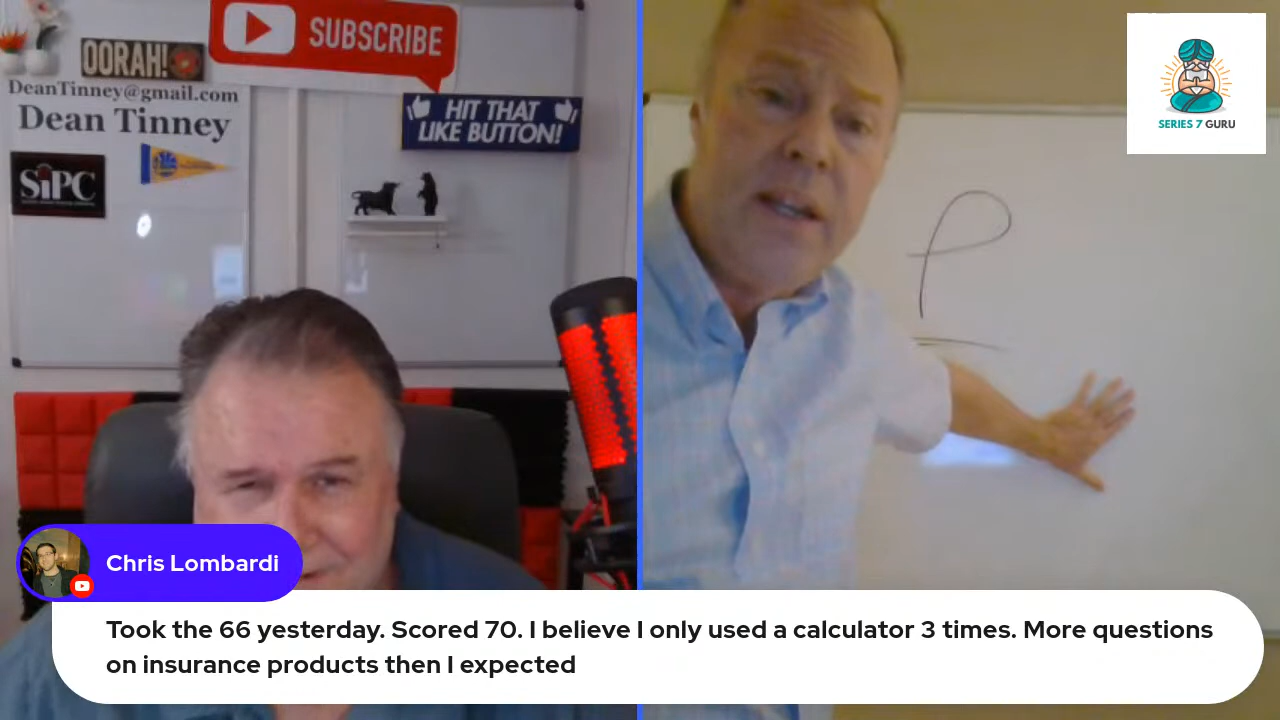 OORAH!
SUBSCRIBE
DeanTinney@gmail.com
Dean Tinney
HIT THAT
LIKE BUTTON!
SiPC
P
SERIES 7 GURU
Chris Lombardi
Took the 66 yesterday. Scored 70. I believe I only used a calculator 3 times. More questions
on insurance products then I expected